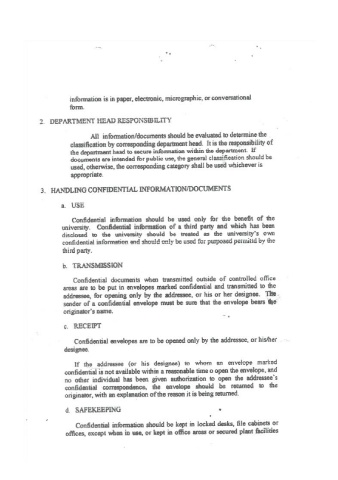 information is in paper, electronic, micrographic, or conversational
form.
2. DEPARTMENT HEAD RESPONSIBILITY
All information/documents should be evaluated to determine the
classification by corresponding department head. It is the responsibility of
the department head to secure information within the department. If
documents are intended for public use, the general classification should be
used, otherwise, the corresponding category shall be used whichever is
appropriate.
3. HANDLING CONFIDENTIAL INFORMATION/DOCUMENTS
a. USE
Confidential information should be used only for the benefit of the
university. Confidential information of a third party and which has been
disclosed to the university should be treated as the university's own
confidential information and should only be used for purposed permitted by the
third party.
b. TRANSMISSION
Confidential documents when transmitted outside of controlled office
areas are to be put in envelopes marked confidential and transmitted to the
addressee, for opening only by the addressee, or his or her designee. The
sender of a confidential envelope must be sure that the envelope bears the
originator's name.
c. RECEIPT
Confidential envelopes are to be opened only by the addressee, or his/her
designee.
If the addressee (or his designee) to whom an envelope marked
confidential is not available within a reasonable time o open the envelope, and
no other individual has been given authorization to open the addressee's
confidential correspondence, the envelope should be returned to the
originator, with an explanation of the reason it is being returned.
d. SAFEKEEPING
Confidential information should be kept in locked desks, file cabinets or
offices, except when in use, or kept in office areas or secured plant facilities